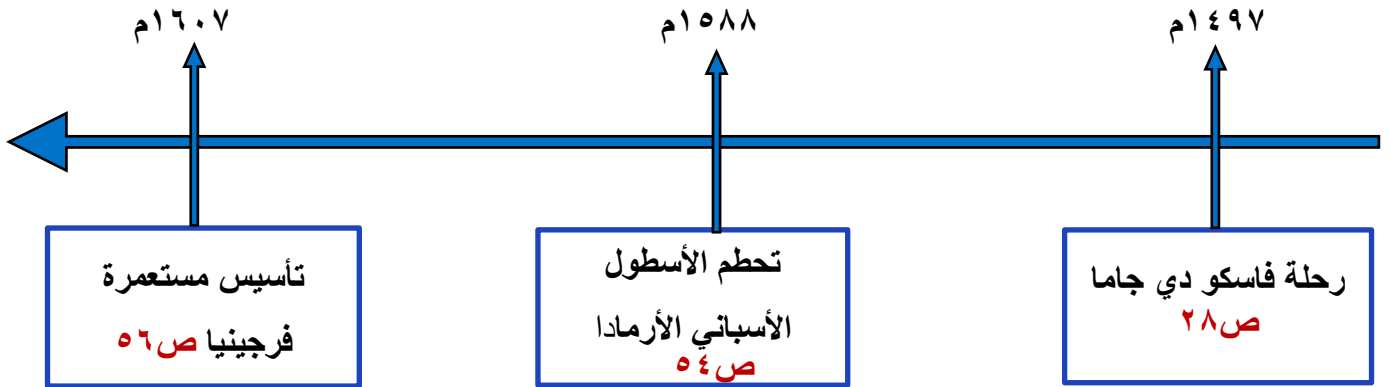 ١٤٩٧م
١٥٨٨م
١٦٠٧م
رحلة فاسكو دي جاما
ص٢٨
تحطم الأسطول
الأسباني الأرمادا
ص٥٤
تأسيس مستعمرة
فرجينيا ص٥٦